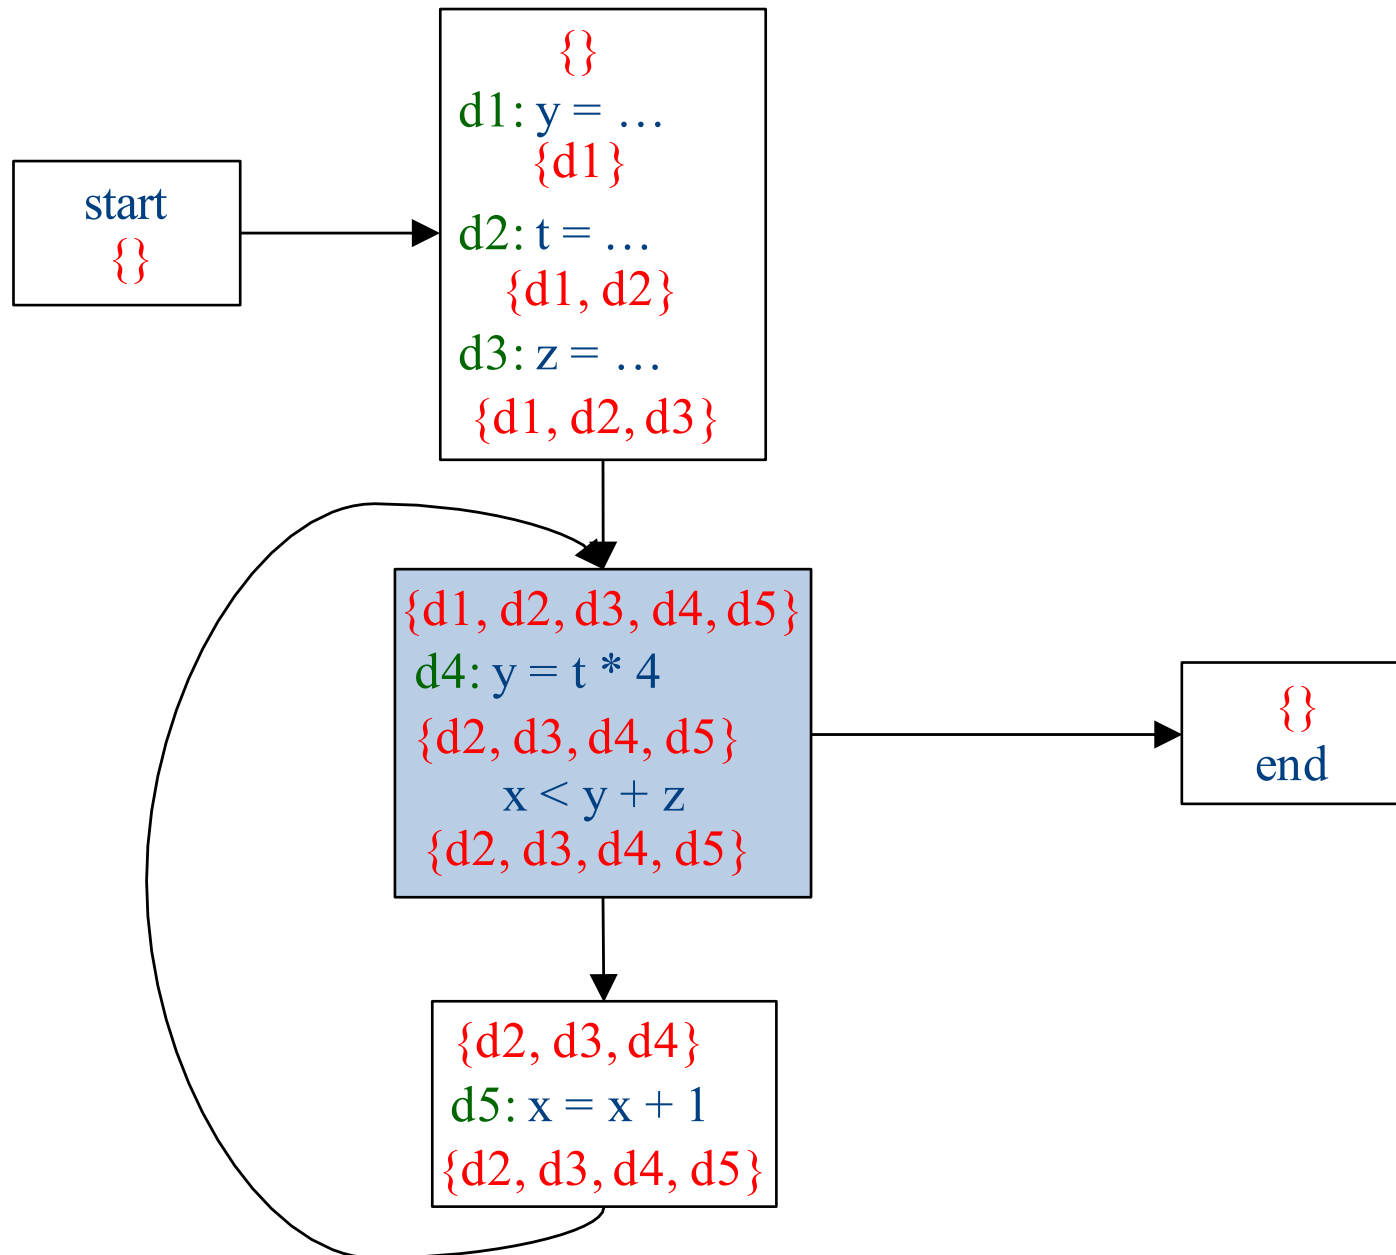 start
{}
{}
d1: y = …
{d1}
d2: t = …
{d1, d2}
d3: z = …
{d1, d2, d3}
{d1, d2, d3, d4, d5}
d4: y = t * 4
{d2, d3, d4, d5}
x < y + z
{d2, d3, d4, d5}
{}
end
{d2, d3, d4}
d5: x = x + 1
{d2, d3, d4, d5}